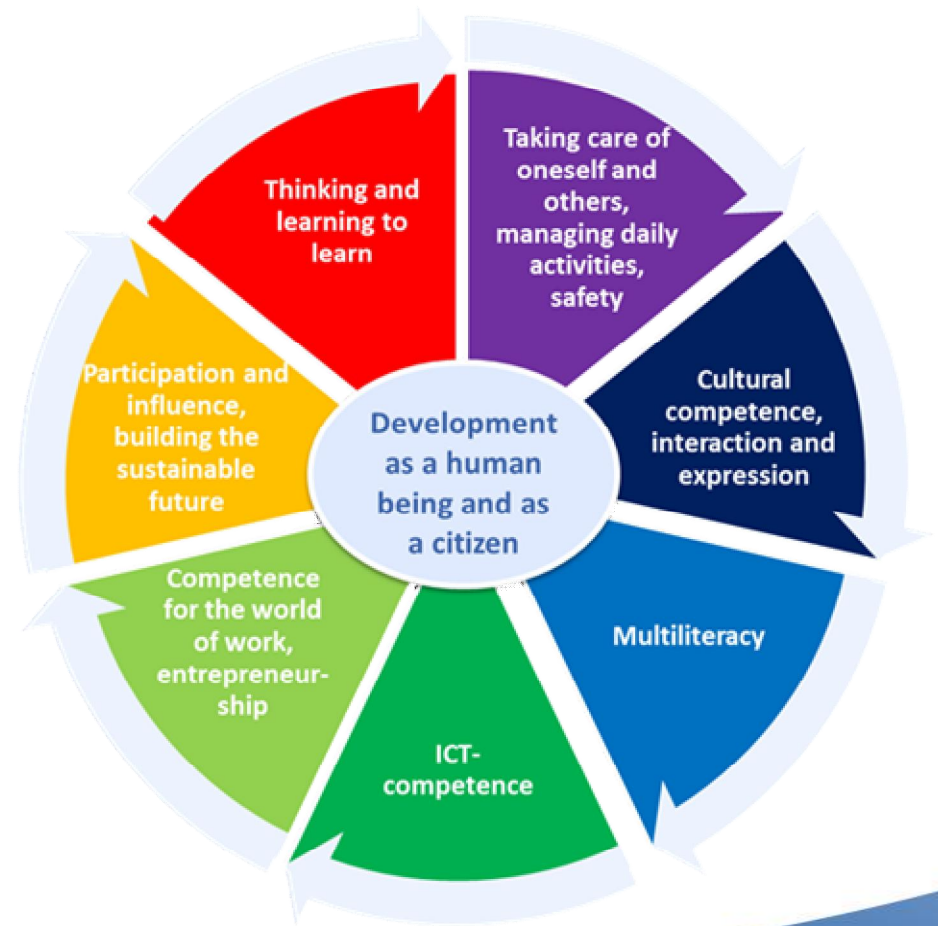 Thinking and
learning to
learn
Taking care of
oneself and
others,
managing daily
activities,
safety
Cultural
competence,
interaction and
expression
Multiliteracy
ICT-
competence
Competence
for the world
of work,
entrepreneur-
ship
Participation and
influence,
building the
sustainable
future
Development
as a human
being and as
a citizen